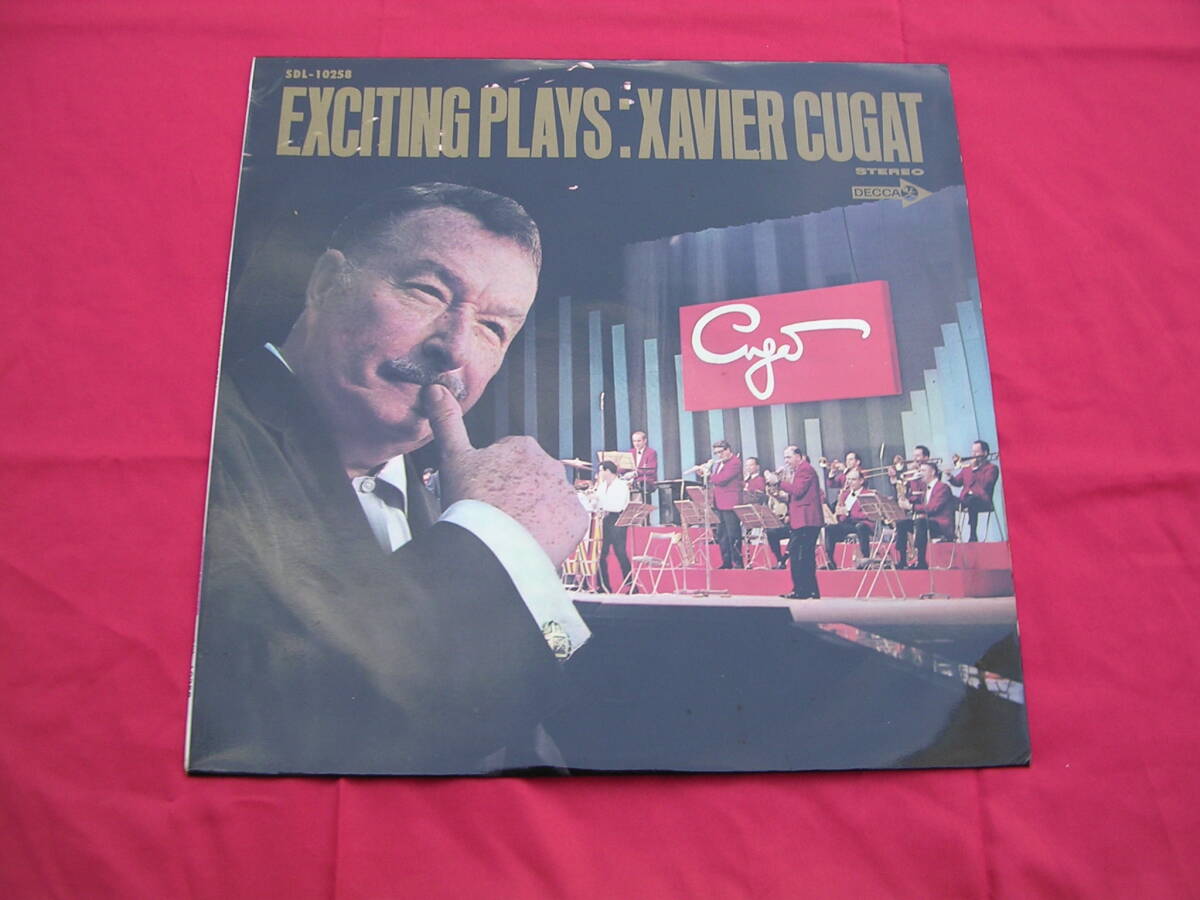 SDL-10258
EXCITING PLAYS : XAVIER CUGAT
STEREO
DECCA
Cugat